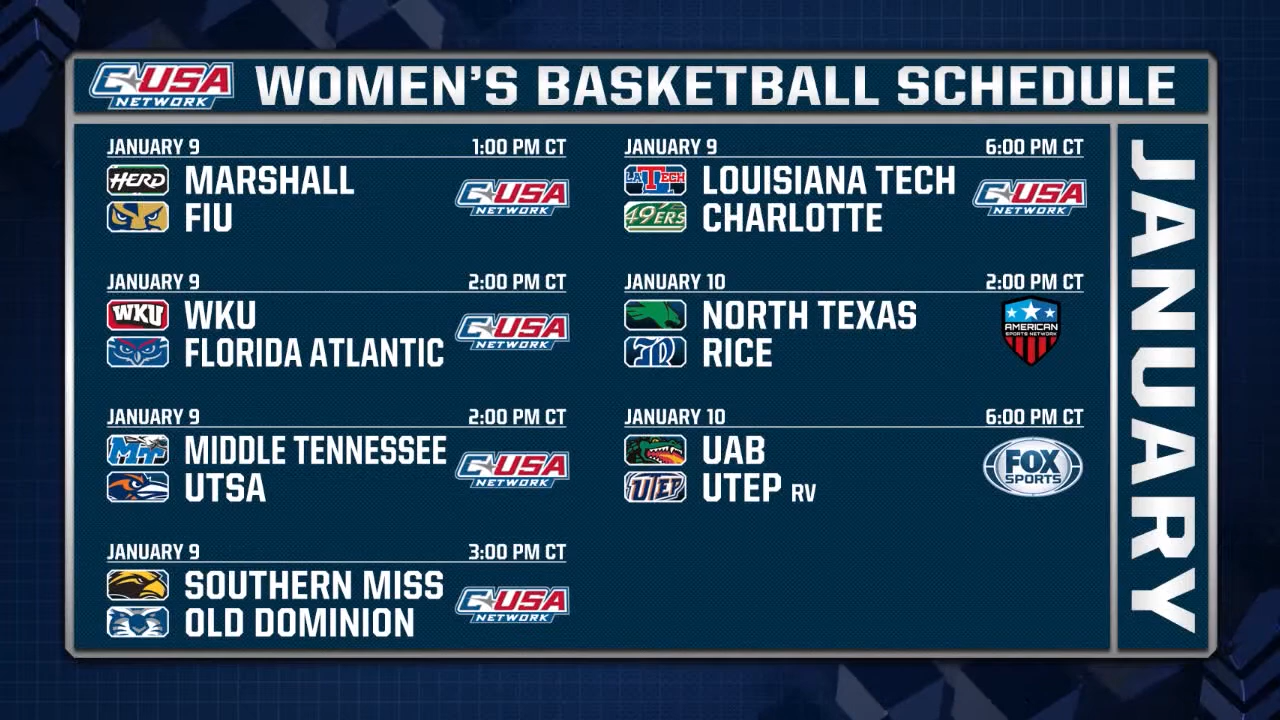 C USA NETWORK WOMEN'S BASKETBALL SCHEDULE
JANUARY 9 1:00 PM CT
HERD MARSHALL
FIU
C USA NETWORK
JANUARY 9 2:00 PM CT
WKU WKU
FLORIDA ATLANTIC
C USA NETWORK
JANUARY 9 2:00 PM CT
MT MIDDLE TENNESSEE
UTSA
C USA NETWORK
JANUARY 9 3:00 PM CT
SOUTHERN MISS
OLD DOMINION
C USA NETWORK
JANUARY 9 6:00 PM CT
LA TECH LOUISIANA TECH
49ERS CHARLOTTE
C USA NETWORK
JANUARY 10 2:00 PM CT
NORTH TEXAS
RICE
AMERICAN SPORTS NETWORK
JANUARY 10 6:00 PM CT
UAB
UTEP UTEP RV
FOX SPORTS
JANUARY